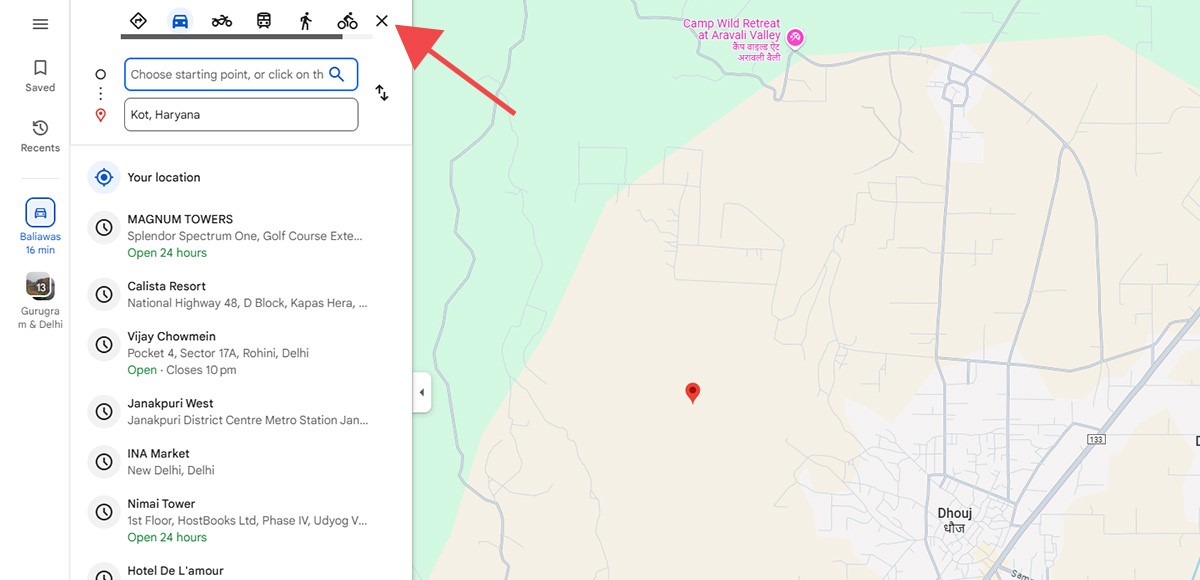 Saved
Recents
Baliawas
16 min
13
Gurugra
m & Delhi
Choose starting point, or click on th
Kot, Haryana
Your location
MAGNUM TOWERS
Splendor Spectrum One, Golf Course Exte...
Open 24 hours
Calista Resort
National Highway 48, D Block, Kapas Hera, ...
Vijay Chowmein
Pocket 4, Sector 17A, Rohini, Delhi
Open · Closes 10 pm
Janakpuri West
Janakpuri District Centre Metro Station Jan...
INA Market
New Delhi, Delhi
Nimai Tower
1st Floor, HostBooks Ltd, Phase IV, Udyog V...
Open 24 hours
Hotel De L'amour
Camp Wild Retreat
at Aravali Valley
कैंप वाइल्ड ऐट
अरावली वैली
133
D
Dhouj
धौज